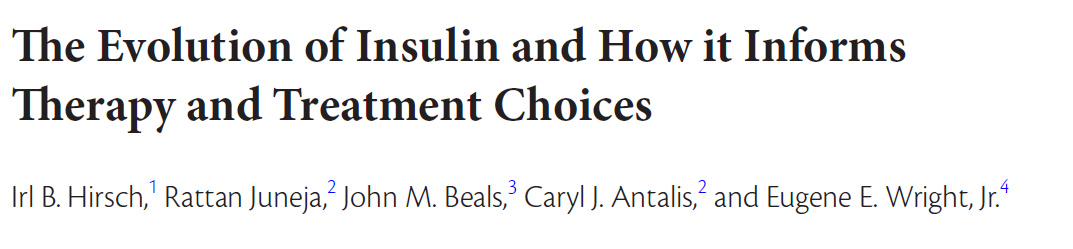 The Evolution of Insulin and How it Informs
Therapy and Treatment Choices
Irl B. Hirsch,1 Rattan Juneja,2 John M. Beals,3 Caryl J. Antalis,2 and Eugene E. Wright, Jr.4